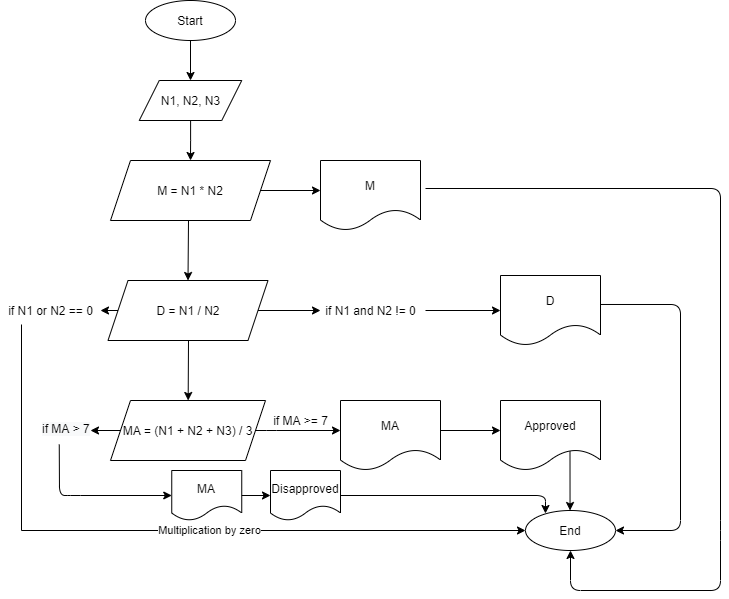 Start
N1, N2, N3
M = N1 * N2
M
if N1 or N2 == 0
D = N1 / N2
if N1 and N2 != 0
D
if MA > 7
MA = (N1 + N2 + N3) / 3
if MA >= 7
MA
Approved
MA
Disapproved
Multiplication by zero
End